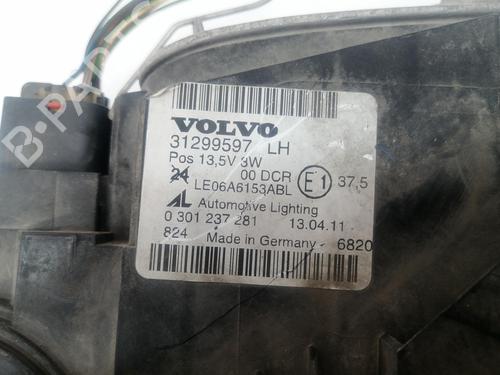 B-PARTS
VOLVO
31299597 LH
Pos 13,5V 3W
24 00 DCR E1 37,5
LE06A6153ABL
AL Automotive Lighting
0 301 237 281 13.04.11
824 Made in Germany 6820